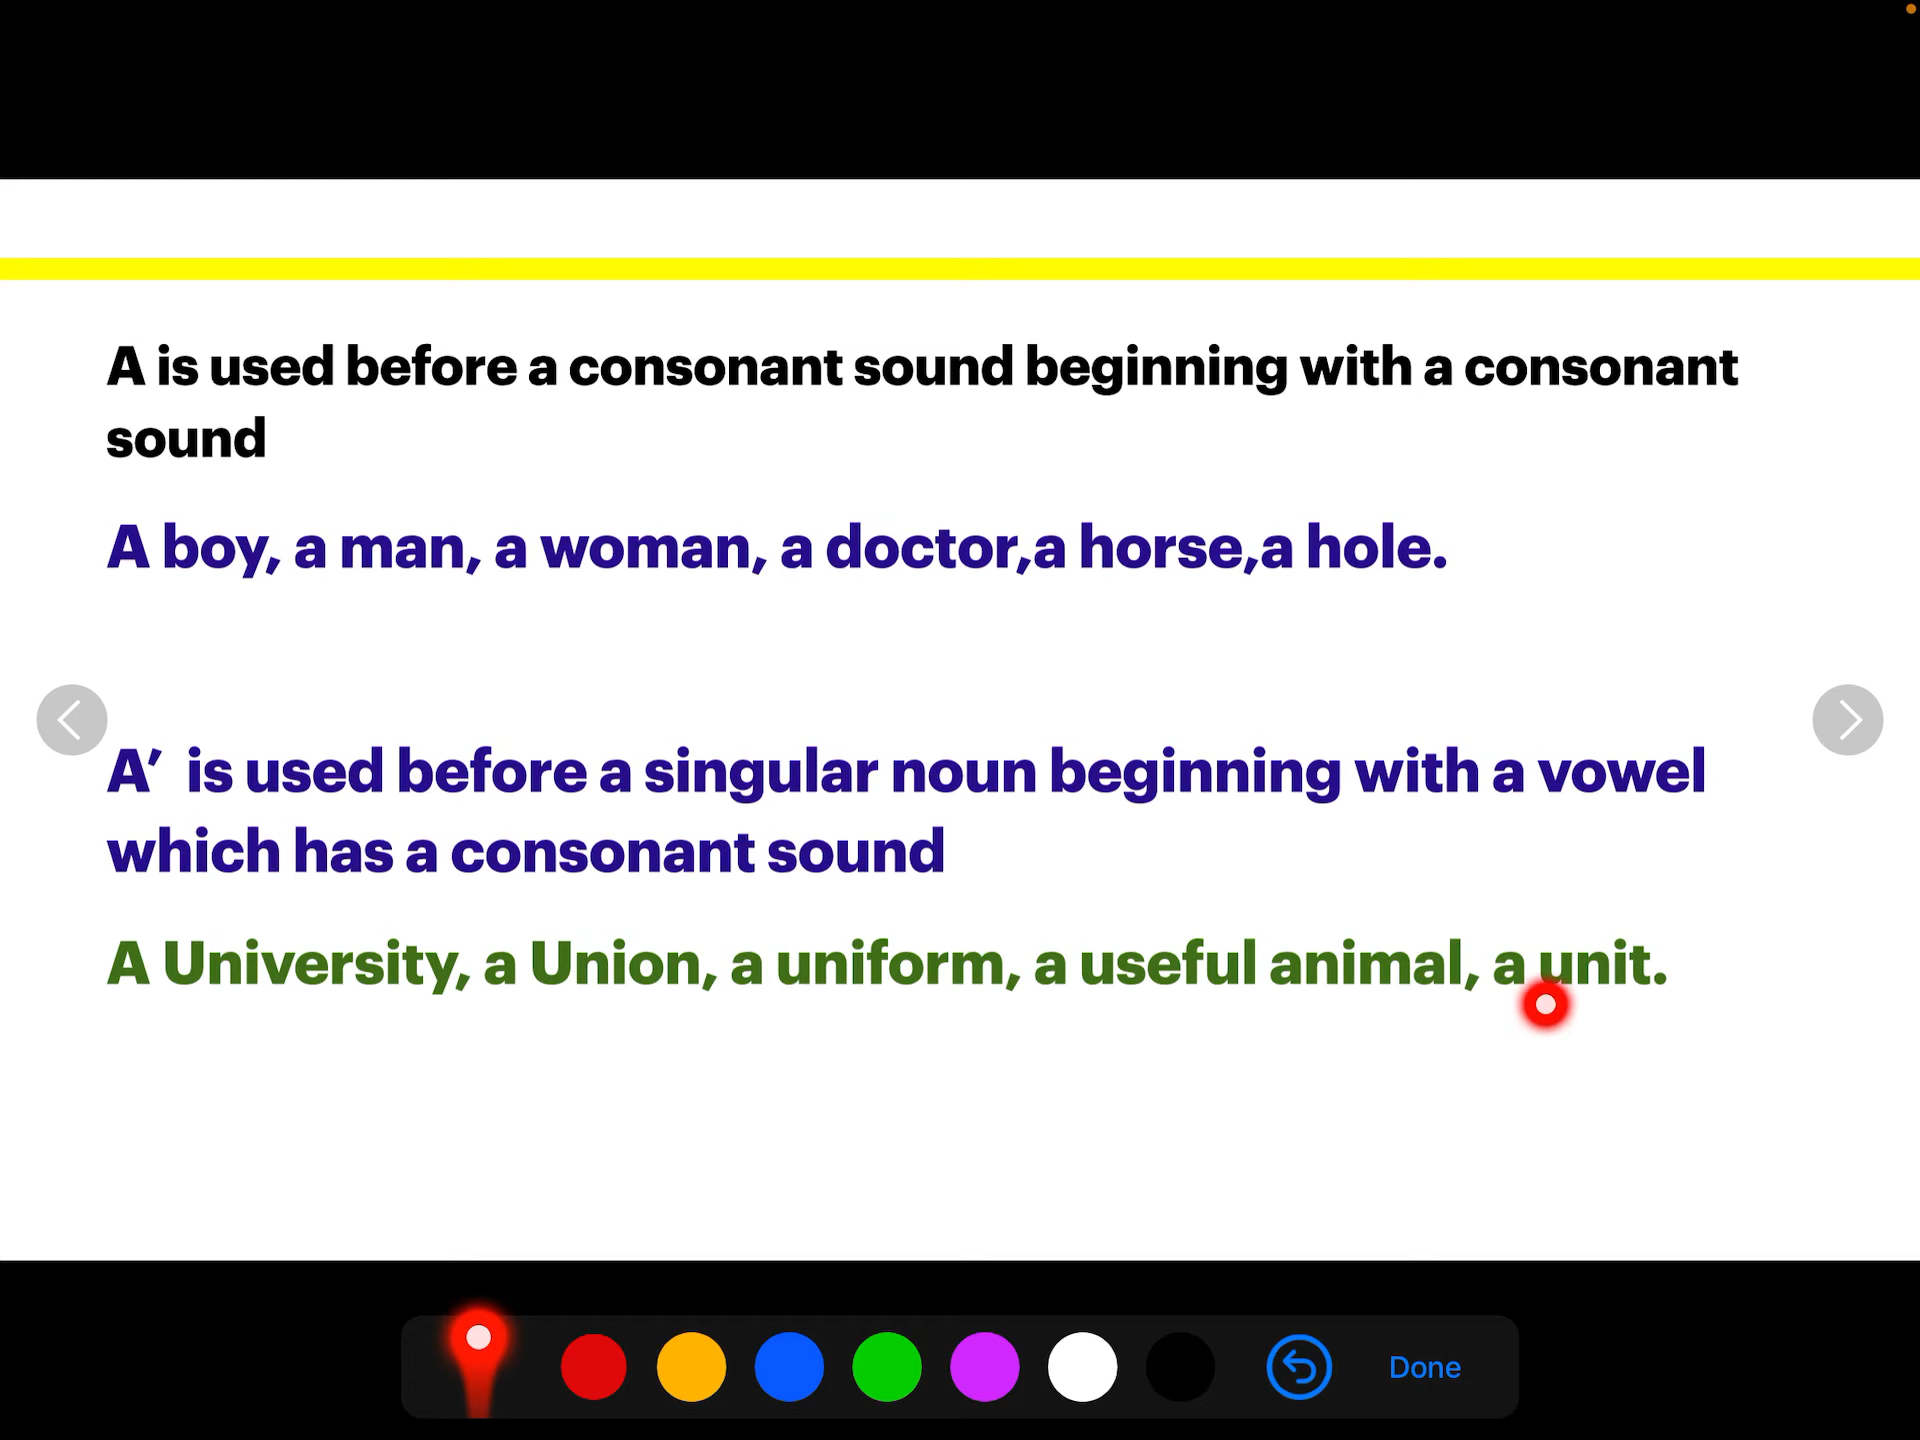 A is used before a consonant sound beginning with a consonant
sound
A boy, a man, a woman, a doctor,a horse,a hole.
A’ is used before a singular noun beginning with a vowel
which has a consonant sound
A University, a Union, a uniform, a useful animal, a unit.
Done